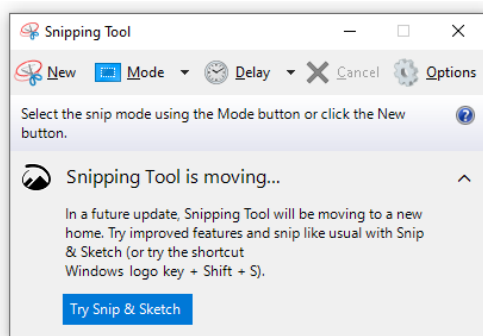 Snipping Tool
New Mode Delay Cancel Options
Select the snip mode using the Mode button or click the New
button.
Snipping Tool is moving...
In a future update, Snipping Tool will be moving to a new
home. Try improved features and snip like usual with Snip
& Sketch (or try the shortcut
Windows logo key + Shift + S).
Try Snip & Sketch